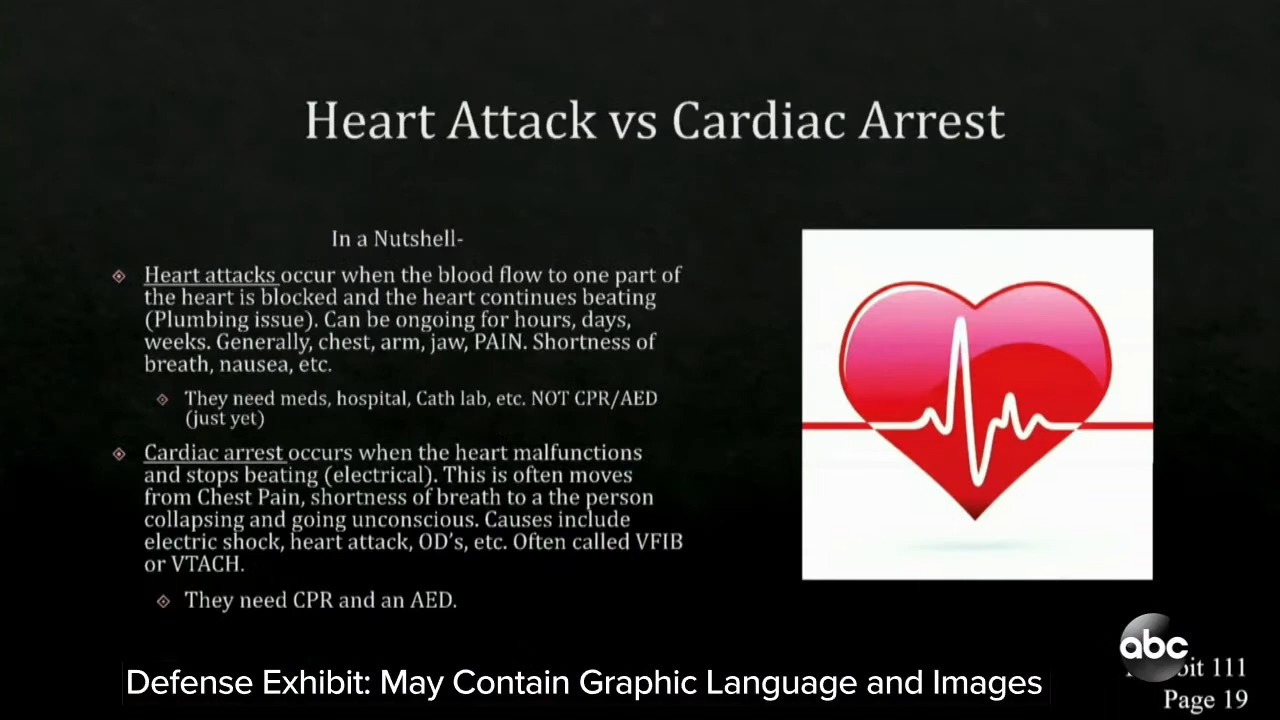 Heart Attack vs Cardiac Arrest
In a Nutshell-
Heart attacks occur when the blood flow to one part of
the heart is blocked and the heart continues beating
(Plumbing issue). Can be ongoing for hours, days,
weeks. Generally, chest, arm, jaw, PAIN. Shortness of
breath, nausea, etc.
They need meds, hospital, Cath lab, etc. NOT CPR/AED
(just yet)
Cardiac arrest occurs when the heart malfunctions
and stops beating (electrical). This is often moves
from Chest Pain, shortness of breath to a the person
collapsing and going unconscious. Causes include
electric shock, heart attack, OD's, etc. Often called VFIB
or VTACH.
They need CPR and an AED.
abc
111
Page 19
Defense Exhibit: May Contain Graphic Language and Images